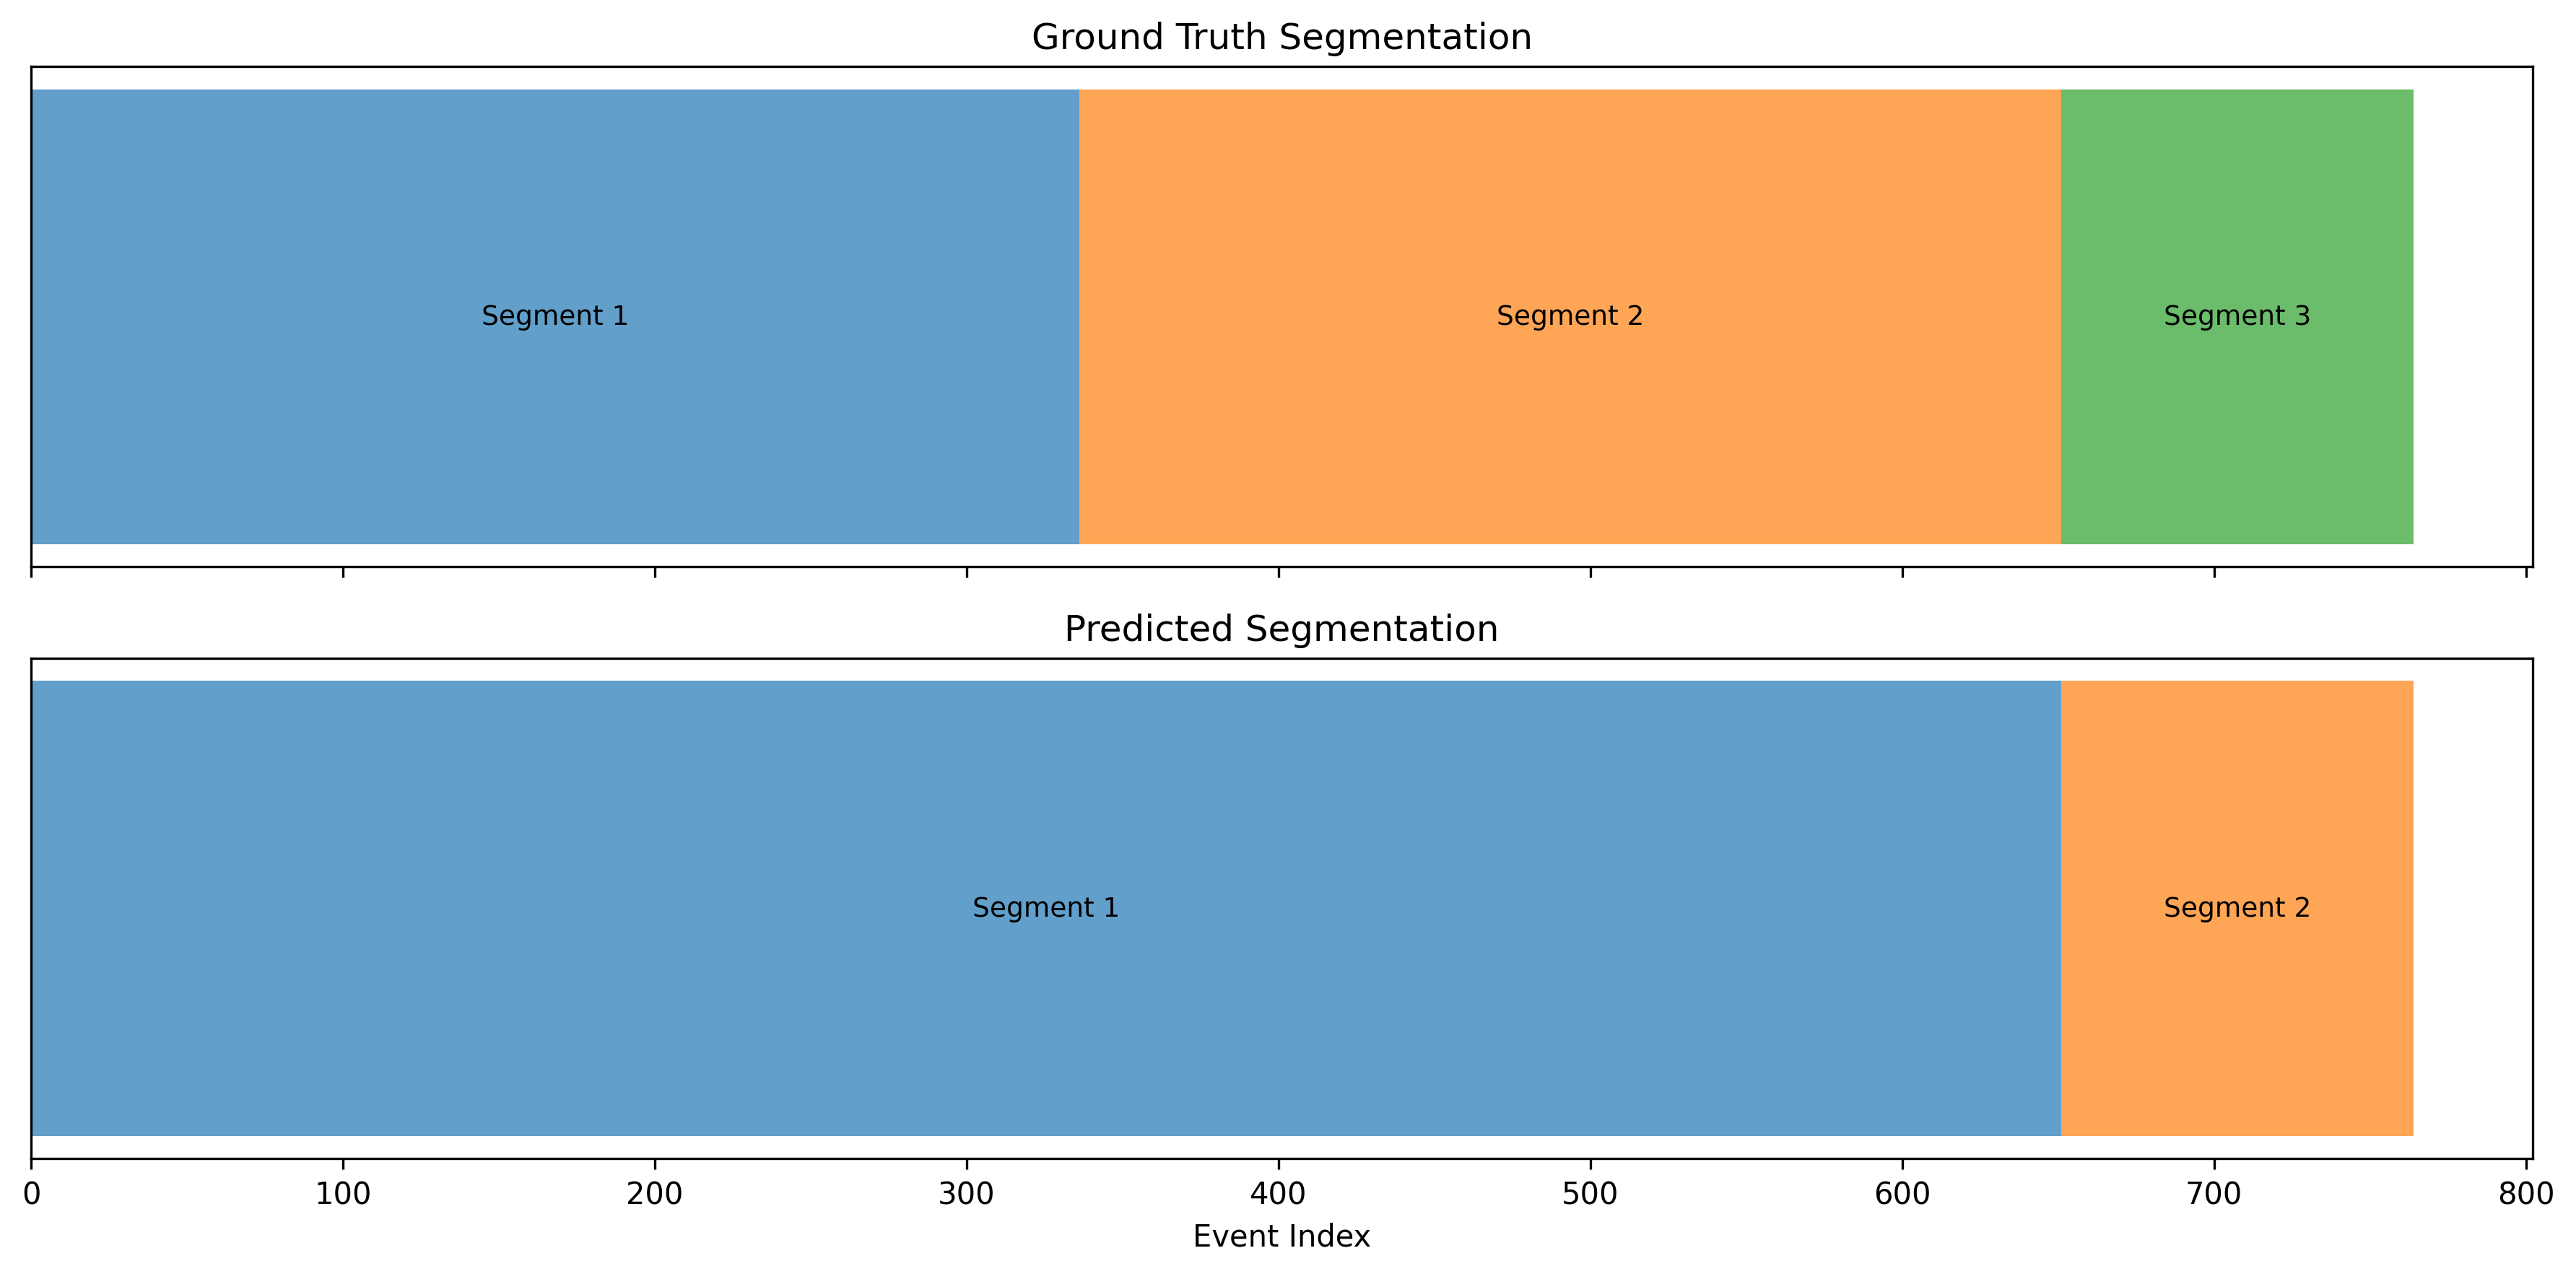 Ground Truth Segmentation
Segment 1 Segment 2 Segment 3
Predicted Segmentation
Segment 1 Segment 2
0 100 200 300 400 500 600 700 800
Event Index